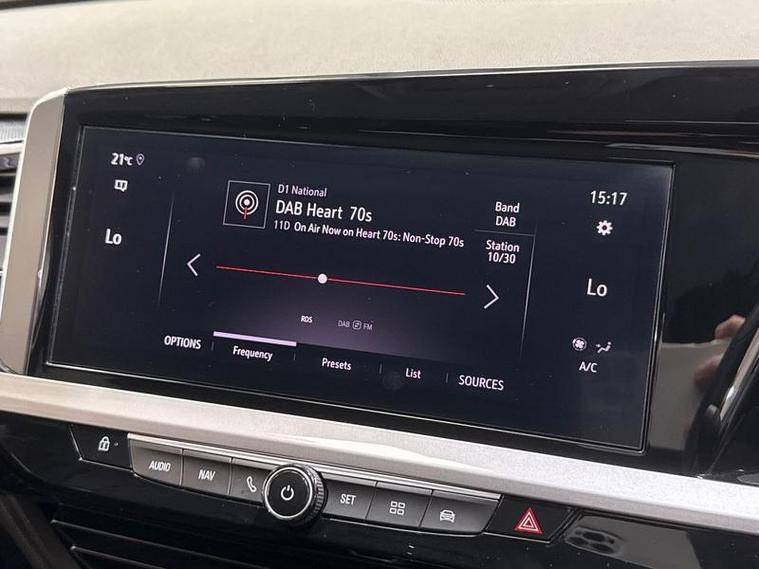 21°C
15:17
D1 National
DAB Heart 70s
11D On Air Now on Heart 70s: Non-Stop 70s
Band
DAB
Station
10/30
Lo
Lo
RDS
DAB FM
A/C
OPTIONS
Frequency
Presets
List
SOURCES
AUDIO
NAV
SET